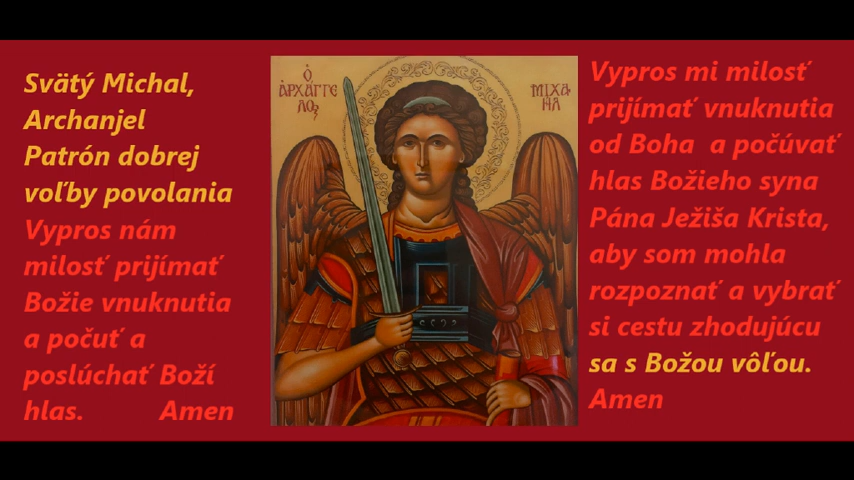 Svätý Michal,
Archanjel
Patrón dobrej
voľby povolania
Vypros nám
milosť prijímať
Božie vnuknutia
a počuť a
poslúchať Boží
hlas. Amen
ὁ
ἀρχάγγε
λος
μιχα
ήλ
Vypros mi milosť
prijímať vnuknutia
od Boha a počúvať
hlas Božieho syna
Pána Ježiša Krista,
aby som mohla
rozpoznať a vybrať
si cestu zhodujúcu
sa s Božou vôľou.
Amen